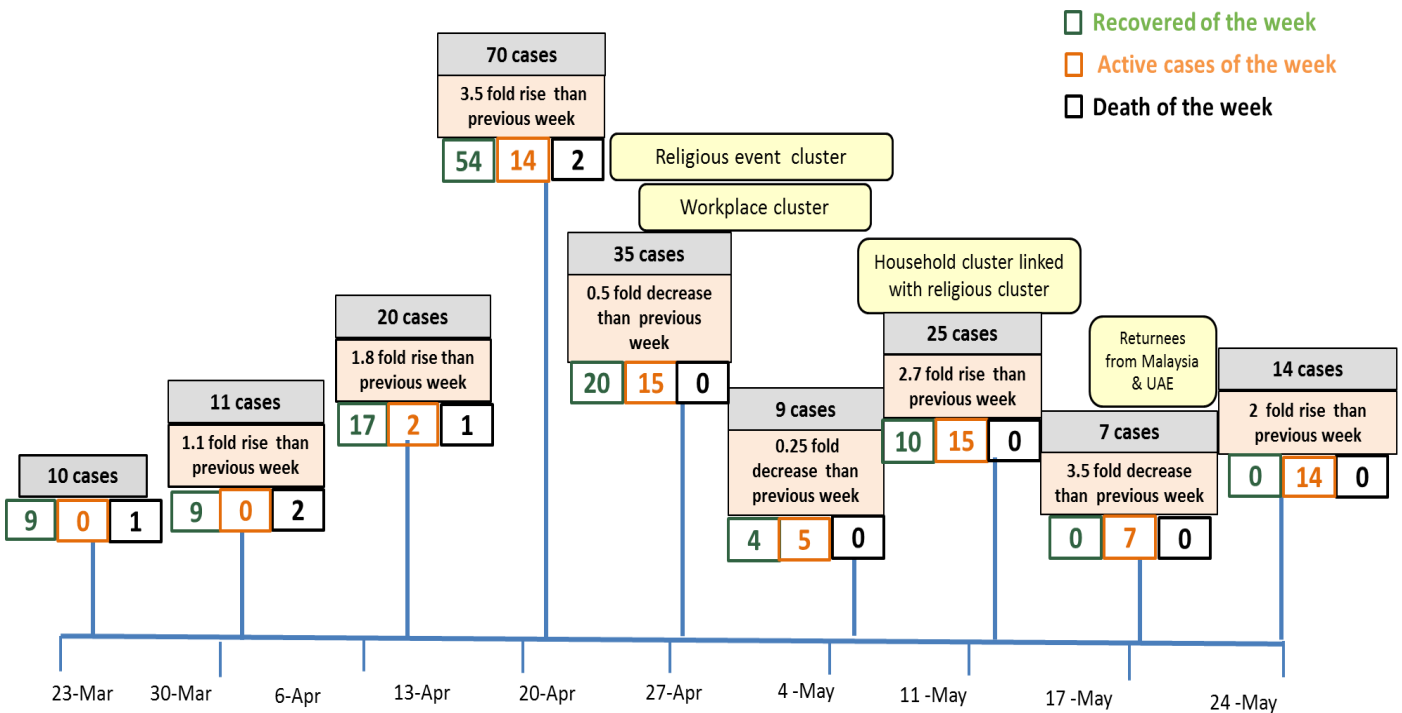 Recovered of the week
Active cases of the week
Death of the week
70 cases
3.5 fold rise than
previous week
54 14 2
Religious event cluster
Workplace cluster
35 cases
0.5 fold decrease
than previous
week
20 15 0
Household cluster linked
with religious cluster
20 cases
1.8 fold rise than
previous week
17 2 1
25 cases
2.7 fold rise than
previous week
10 15 0
Returnees
from Malaysia
& UAE
14 cases
2 fold rise than
previous week
0 14 0
11 cases
1.1 fold rise than
previous week
9 0 2
9 cases
0.25 fold
decrease than
previous week
4 5 0
7 cases
3.5 fold decrease
than previous week
0 7 0
10 cases
9 0 1
23-Mar 30-Mar 6-Apr 13-Apr 20-Apr 27-Apr 4 -May 11 -May 17 -May 24 -May